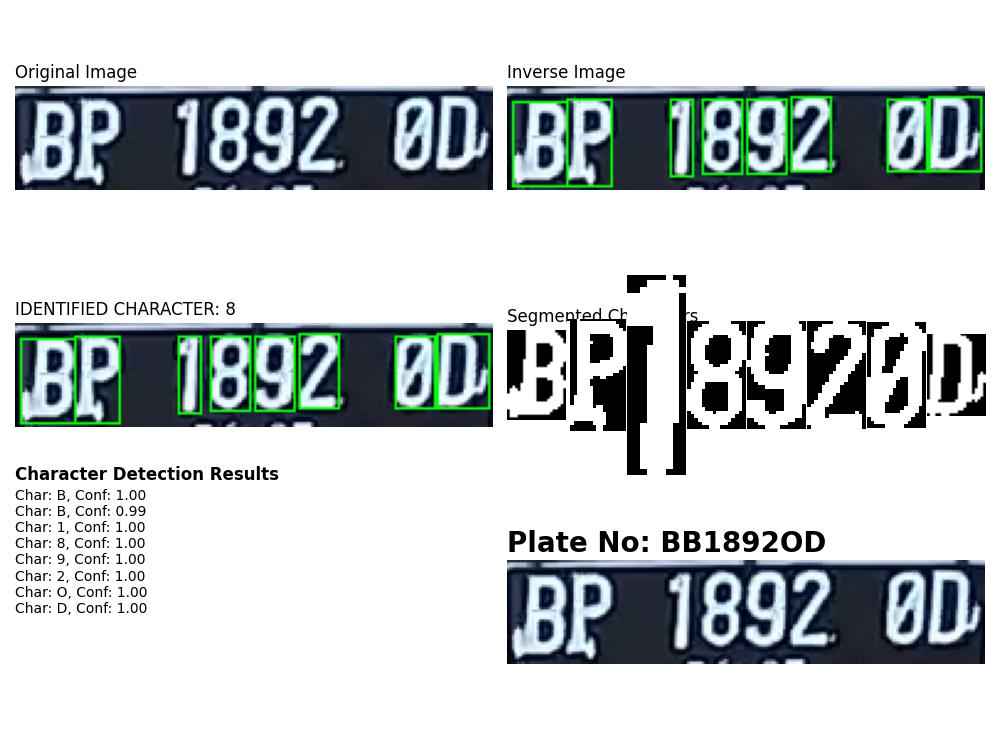 Original Image
BP 1892 0D
Inverse Image
BP 1892 0D
IDENTIFIED CHARACTER: 8
BP 1892 0D
Segmented Ch rs
BP18920D
Character Detection Results
Char: B, Conf: 1.00
Char: B, Conf: 0.99
Char: 1, Conf: 1.00
Char: 8, Conf: 1.00
Char: 9, Conf: 1.00
Char: 2, Conf: 1.00
Char: O, Conf: 1.00
Char: D, Conf: 1.00
Plate No: BB1892OD
BP 1892 0D